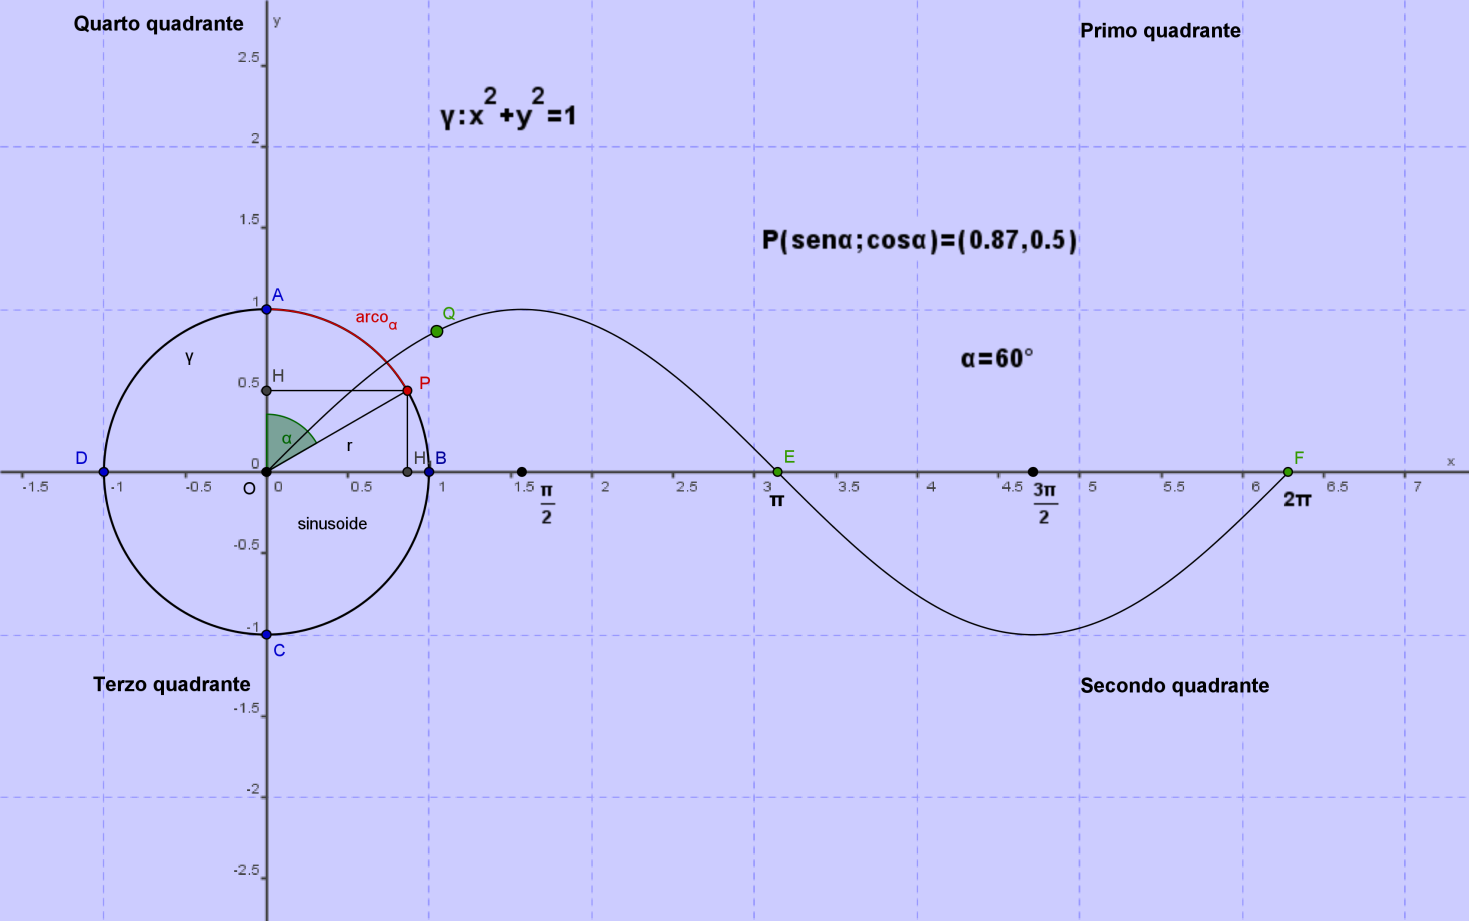 Quarto quadrante
y
Primo quadrante
2.5
γ:x²+y²=1
2
1.5
P(senα;cosα)=(0.87,0.5)
A
1
arco_α
Q
γ
α=60°
H
0.5
P
α
r
D
0
H
B
E
F
x
-1.5 -1 -0.5 O 0 0.5 1 1.5 2 2.5 3 3.5 4 4.5 5 5.5 6 6.5 7
π/2 π 3π/2 2π
sinusoide
-0.5
-1
C
Terzo quadrante
Secondo quadrante
-1.5
-2
-2.5